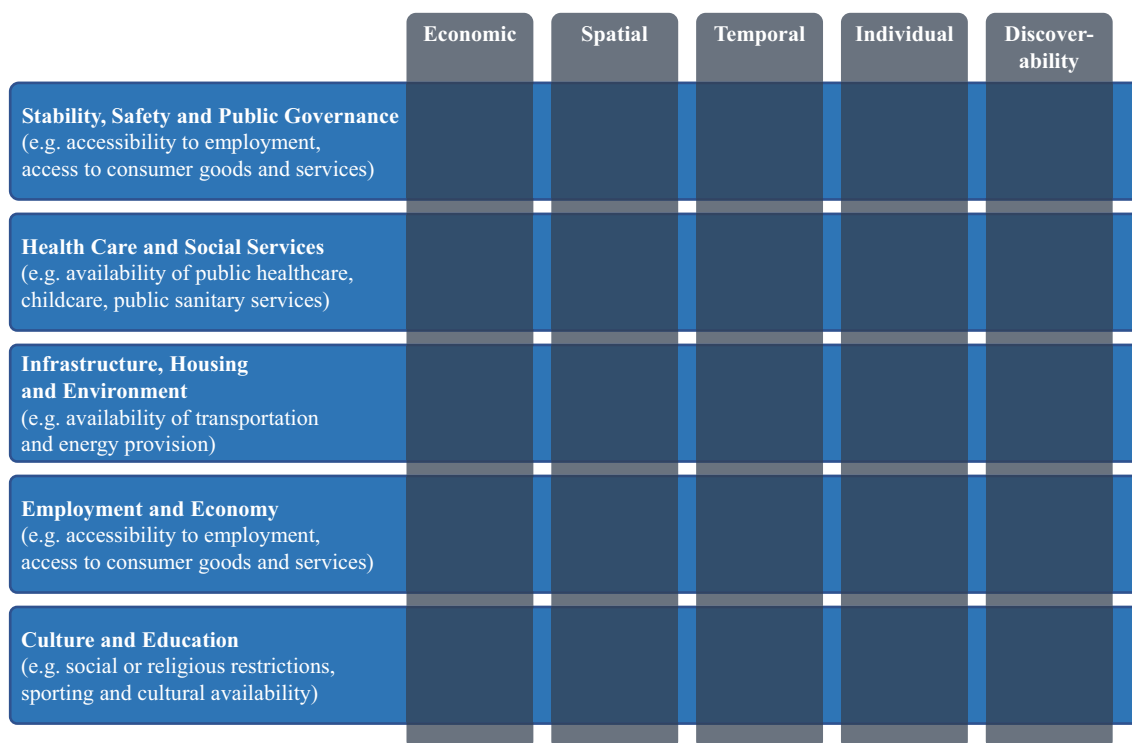 Economic Spatial Temporal Individual Discover-
ability
Stability, Safety and Public Governance
(e.g. accessibility to employment,
access to consumer goods and services)
Health Care and Social Services
(e.g. availability of public healthcare,
childcare, public sanitary services)
Infrastructure, Housing
and Environment
(e.g. availability of transportation
and energy provision)
Employment and Economy
(e.g. accessibility to employment,
access to consumer goods and services)
Culture and Education
(e.g. social or religious restrictions,
sporting and cultural availability)